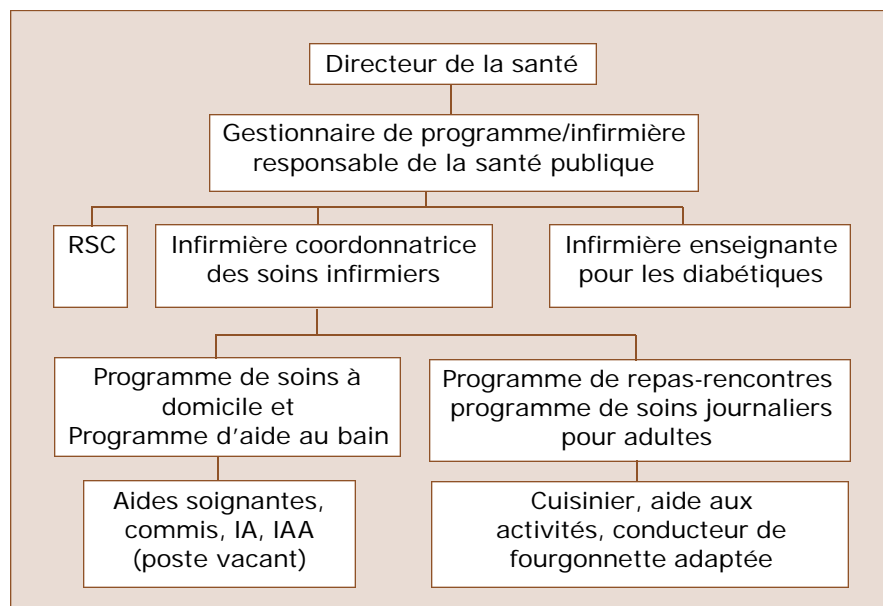 Directeur de la santé
Gestionnaire de programme/infirmière
responsable de la santé publique
RSC
Infirmière coordonnatrice
des soins infirmiers
Infirmière enseignante
pour les diabétiques
Programme de soins à
domicile et
Programme d'aide au bain
Programme de repas-rencontres
programme de soins journaliers
pour adultes
Aides soignantes,
commis, IA, IAA
(poste vacant)
Cuisinier, aide aux
activités, conducteur de
fourgonnette adaptée